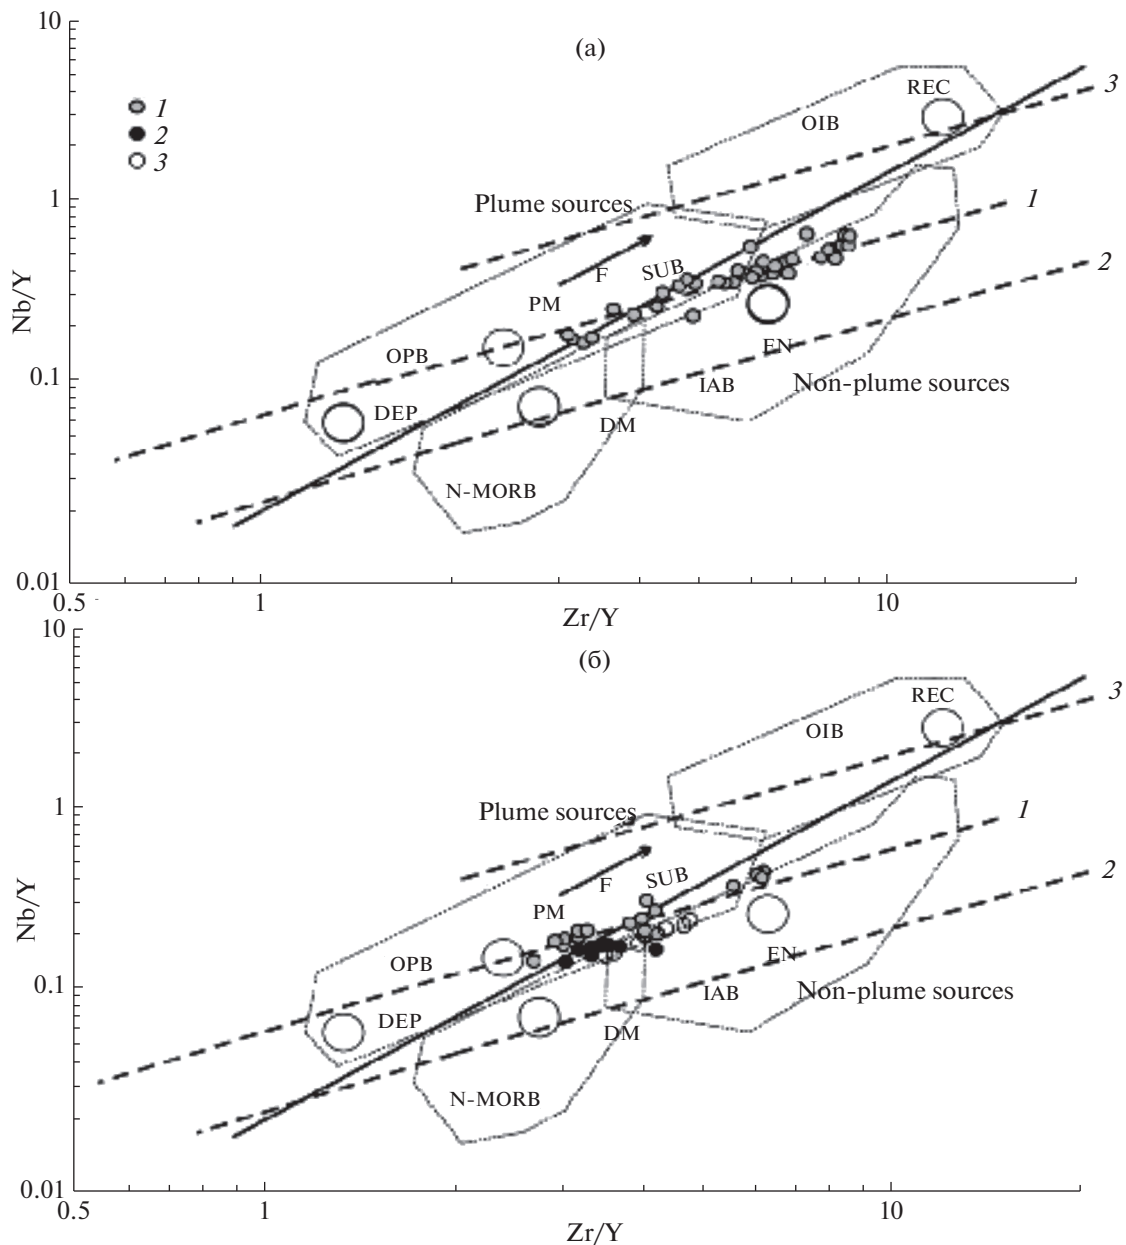 10
(а)
3
REC
1
2
3
OIB
1
Plume sources
1
Nb/Y
F
SUB
2
PM
OPB
EN
0.1
IAB
Non-plume sources
DEP
DM
N-MORB
0.01
0.5
1
10
Zr/Y
10
(б)
3
REC
OIB
1
Plume sources
1
Nb/Y
F
SUB
2
PM
OPB
EN
0.1
IAB
Non-plume sources
DEP
DM
N-MORB
0.01
0.5
1
10
Zr/Y